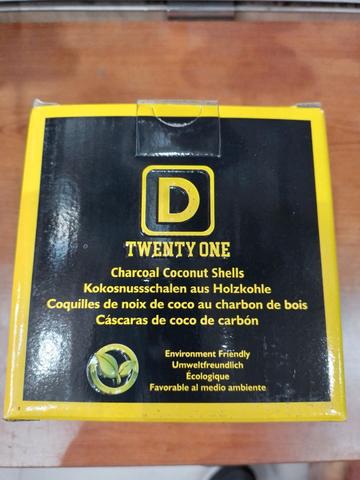 D
TWENTY ONE
Charcoal Coconut Shells
Kokosnussschalen aus Holzkohle
Coquilles de noix de coco au charbon de bois
Cáscaras de coco de carbón
Environment Friendly
Umweltfreundlich
Écologique
Favorable al medio ambiente